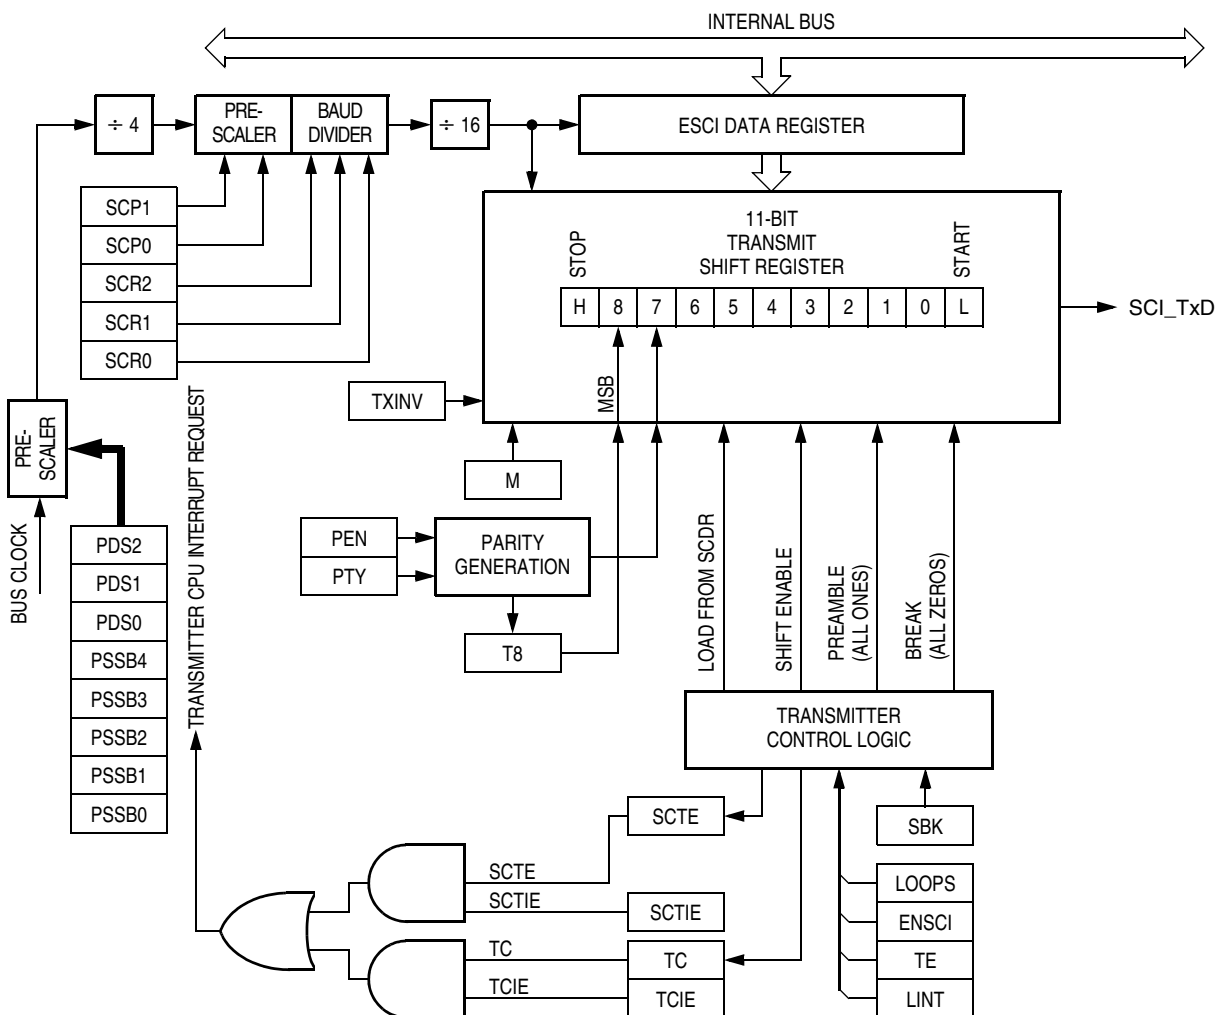 INTERNAL BUS
÷ 4
PRE-
SCALER
BAUD
DIVIDER
÷ 16
ESCI DATA REGISTER
SCP1
SCP0
SCR2
SCR1
SCR0
11-BIT
TRANSMIT
SHIFT REGISTER
STOP
START
H 8 7 6 5 4 3 2 1 0 L
SCI_TxD
TXINV
MSB
M
PRE-
SCALER
BUS CLOCK
TRANSMITTER CPU INTERRUPT REQUEST
PDS2
PDS1
PDS0
PSSB4
PSSB3
PSSB2
PSSB1
PSSB0
PEN
PTY
PARITY
GENERATION
T8
LOAD FROM SCDR
SHIFT ENABLE
PREAMBLE
(ALL ONES)
BREAK
(ALL ZEROS)
TRANSMITTER
CONTROL LOGIC
SCTE
SBK
SCTE
SCTIE
SCTIE
LOOPS
ENSCI
TE
LINT
TC
TC
TCIE
TCIE